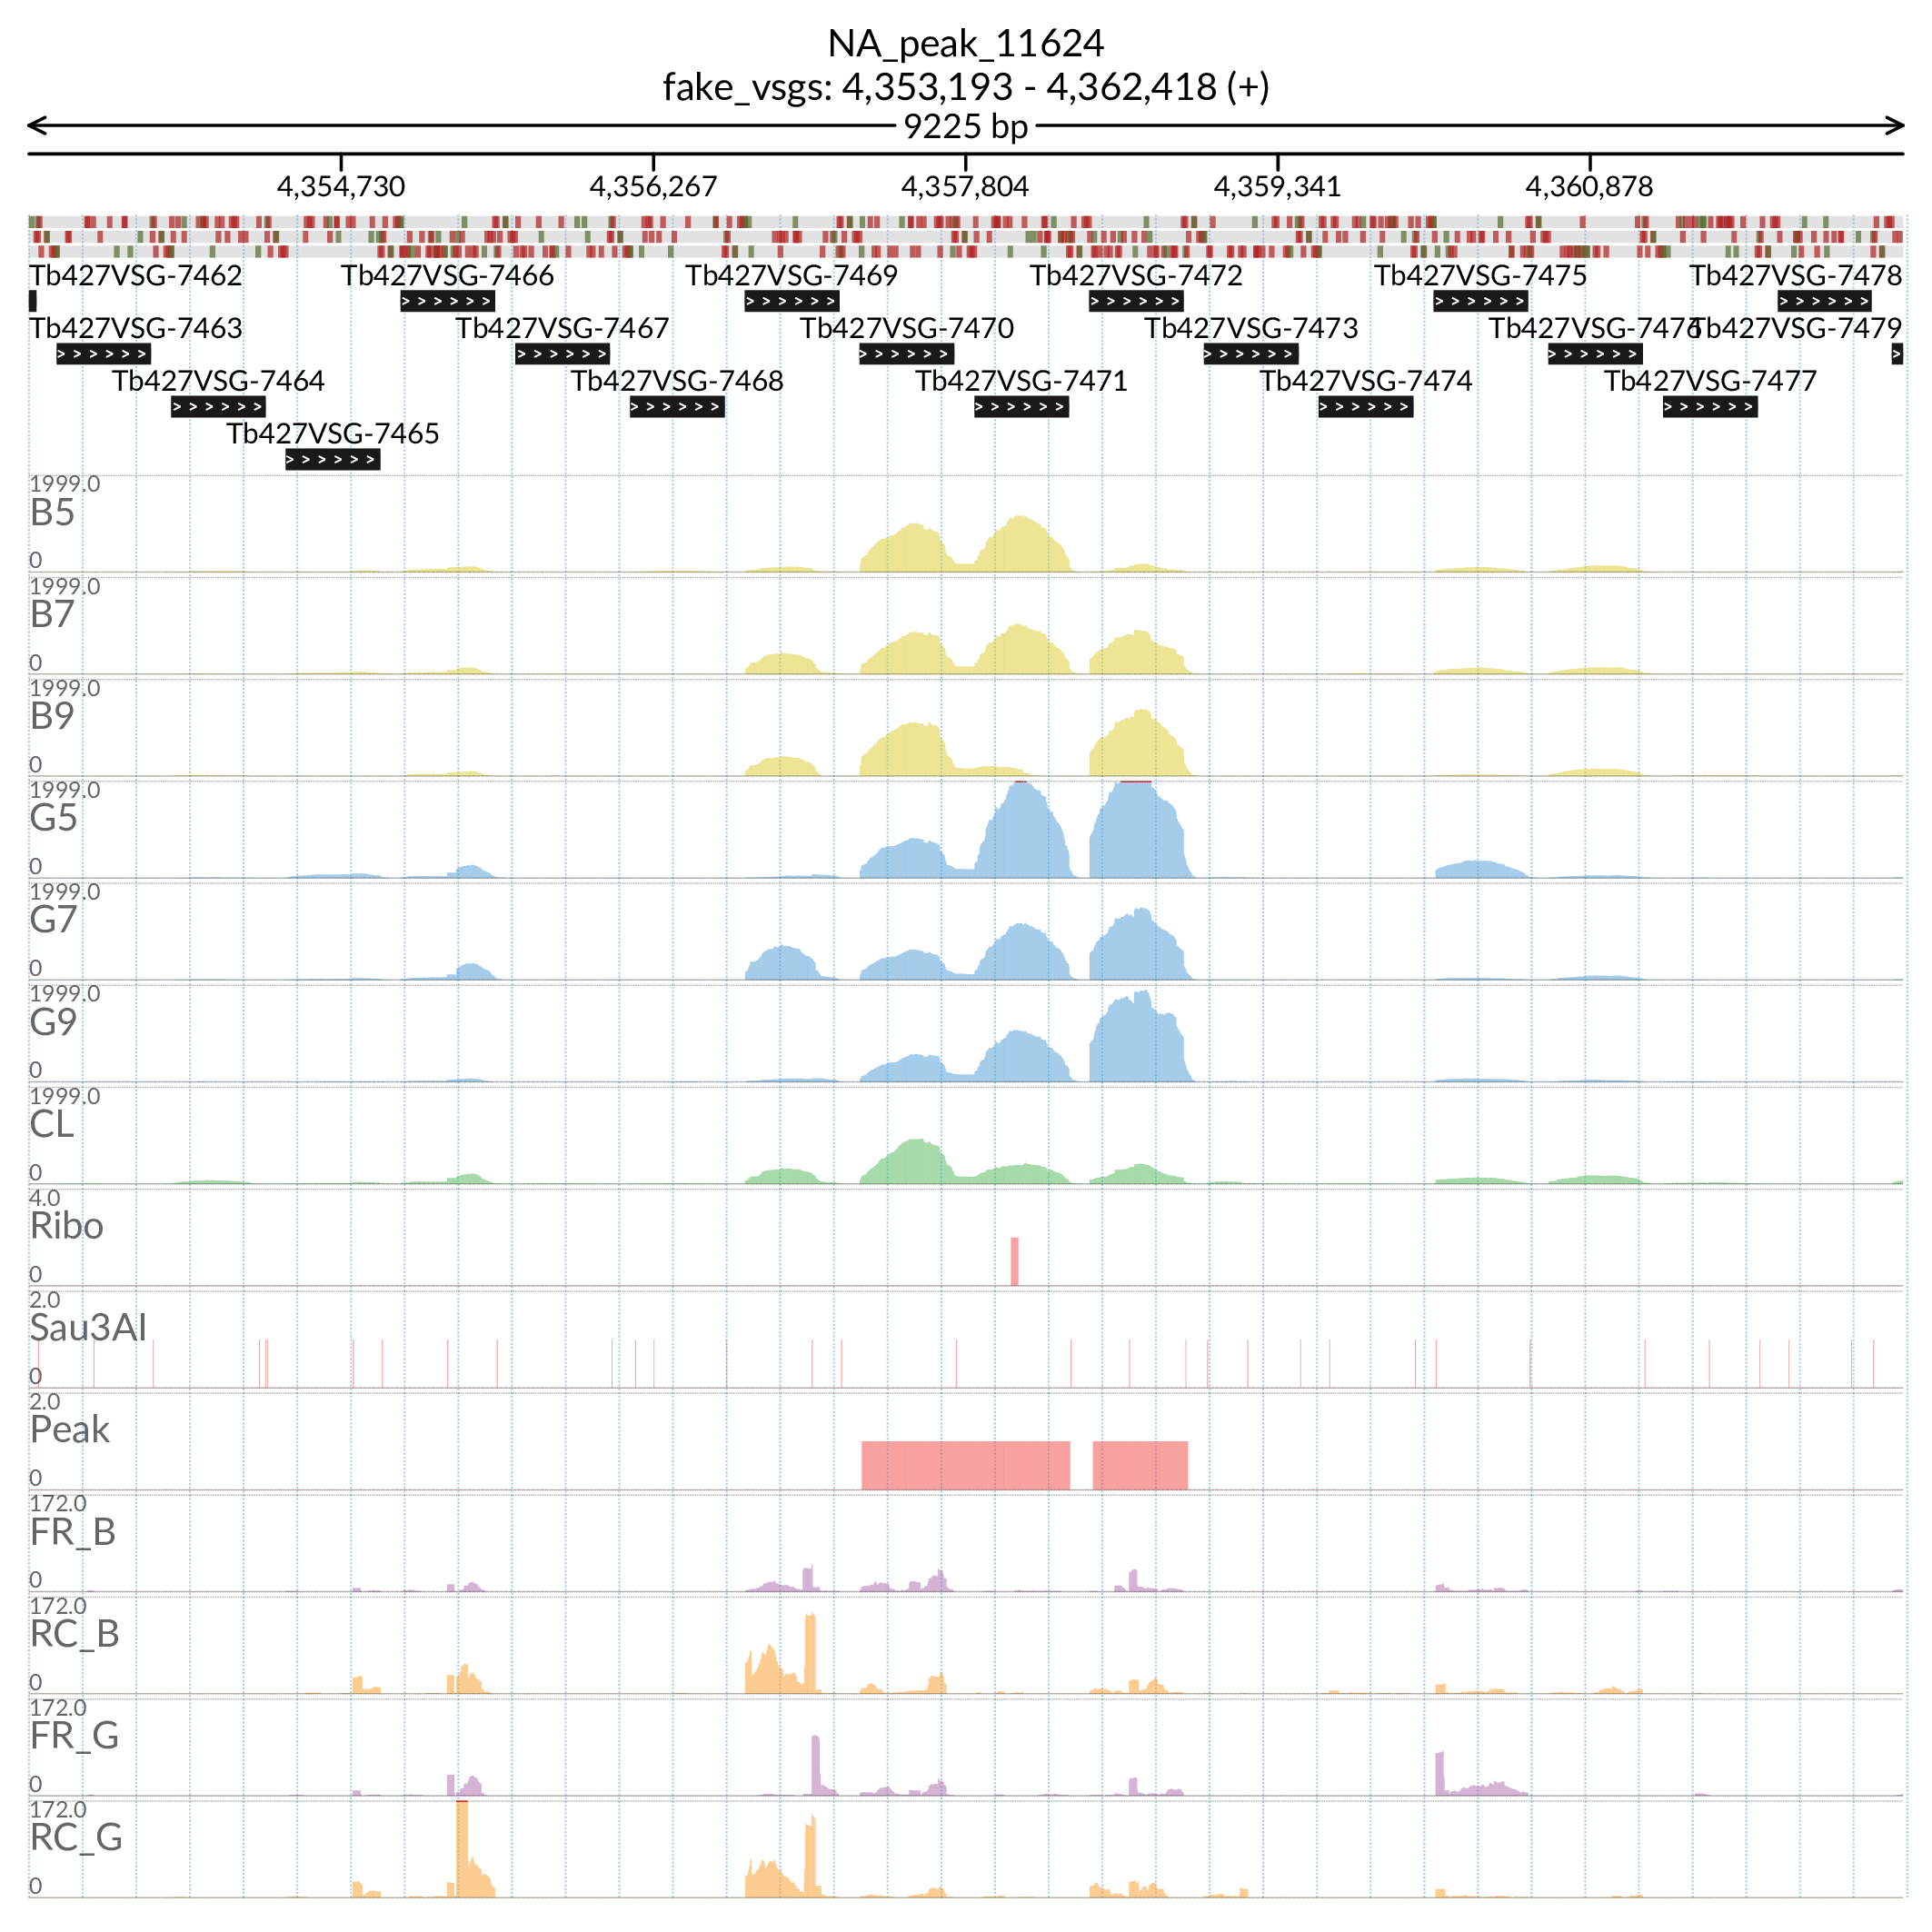 NA_peak_11624
fake_vsgs: 4,353,193 - 4,362,418 (+)
9225 bp
4,354,730 4,356,267 4,357,804 4,359,341 4,360,878
Tb427VSG-7462 Tb427VSG-7466 Tb427VSG-7469 Tb427VSG-7472 Tb427VSG-7475 Tb427VSG-7478
Tb427VSG-7463 Tb427VSG-7467 Tb427VSG-7470 Tb427VSG-7473 Tb427VSG-7476 Tb427VSG-7479
Tb427VSG-7464 Tb427VSG-7468 Tb427VSG-7471 Tb427VSG-7474 Tb427VSG-7477
Tb427VSG-7465
1999.0
B5
0
1999.0
B7
0
1999.0
B9
0
1999.0
G5
0
1999.0
G7
0
1999.0
G9
0
1999.0
CL
0
4.0
Ribo
0
2.0
Sau3AI
0
2.0
Peak
0
172.0
FR_B
0
172.0
RC_B
0
172.0
FR_G
0
172.0
RC_G
0